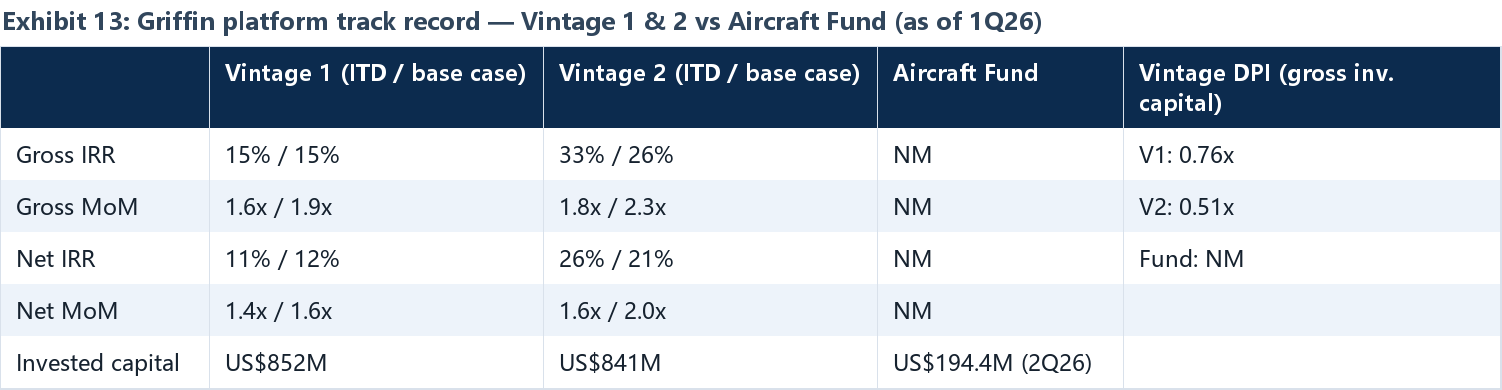 Exhibit 13: Griffin platform track record — Vintage 1 & 2 vs Aircraft Fund (as of 1Q26)
Vintage 1 (ITD / base case) Vintage 2 (ITD / base case) Aircraft Fund Vintage DPI (gross inv. capital)
Gross IRR 15% / 15% 33% / 26% NM V1: 0.76x
Gross MoM 1.6x / 1.9x 1.8x / 2.3x NM V2: 0.51x
Net IRR 11% / 12% 26% / 21% NM Fund: NM
Net MoM 1.4x / 1.6x 1.6x / 2.0x NM
Invested capital US$852M US$841M US$194.4M (2Q26)